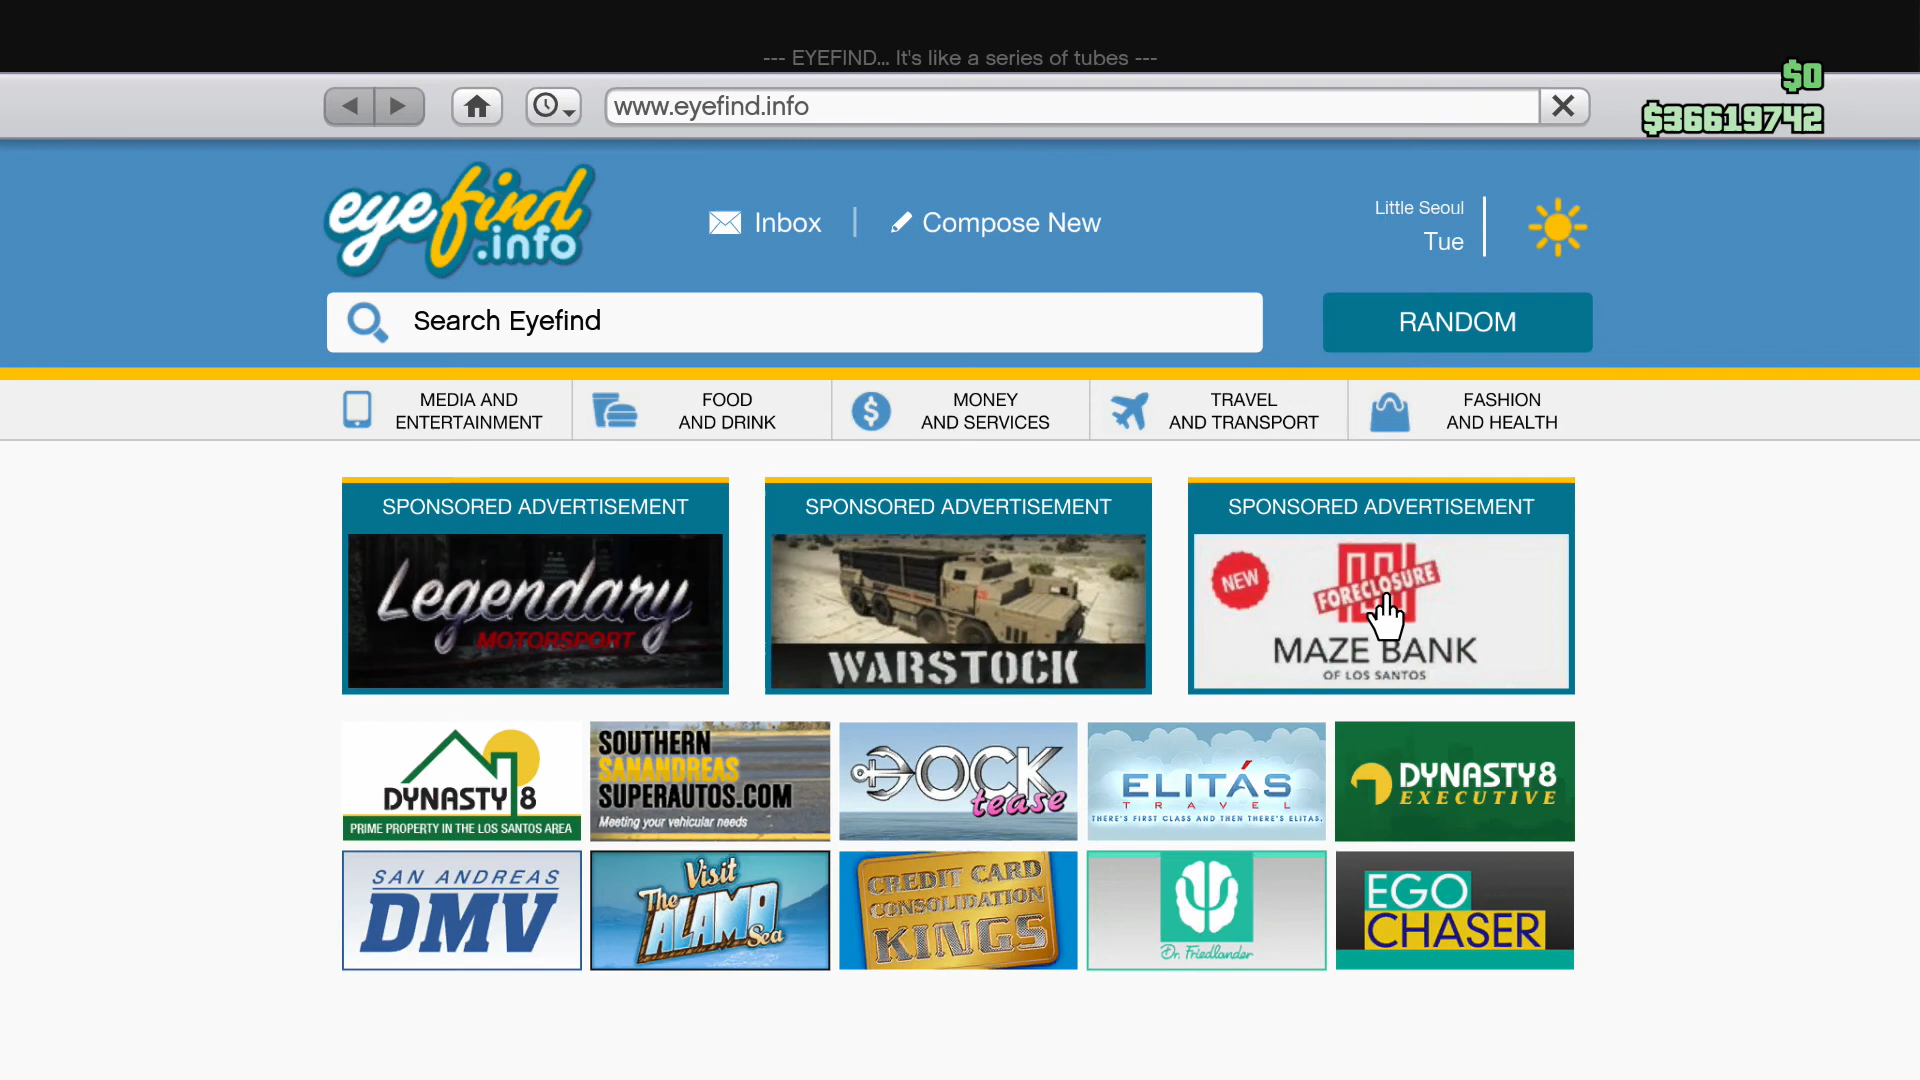 --- EYEFIND... It's like a series of tubes ---
$0
www.eyefind.info
$36619742
eyefind
.info
Inbox
Compose New
Little Seoul
Tue
Search Eyefind
RANDOM
MEDIA AND
ENTERTAINMENT
FOOD
AND DRINK
MONEY
AND SERVICES
TRAVEL
AND TRANSPORT
FASHION
AND HEALTH
SPONSORED ADVERTISEMENT
Legendary
MOTORSPORT
SPONSORED ADVERTISEMENT
WARSTOCK
SPONSORED ADVERTISEMENT
NEW
FORECLOSURE
MAZE BANK
OF LOS SANTOS
DYNASTY 8
PRIME PROPERTY IN THE LOS SANTOS AREA
SOUTHERN
SANANDREAS
SUPERAUTOS.COM
Meeting your vehicular needs
DOCK
tease
ELITÁS
TRAVEL
THERE'S FIRST CLASS AND THEN THERE'S ELITAS.
DYNASTY8
EXECUTIVE
SAN ANDREAS
DMV
Visit
The
ALAMO
Sea
CREDIT CARD
CONSOLIDATION
KINGS
Dr. Friedlander
EGO
CHASER